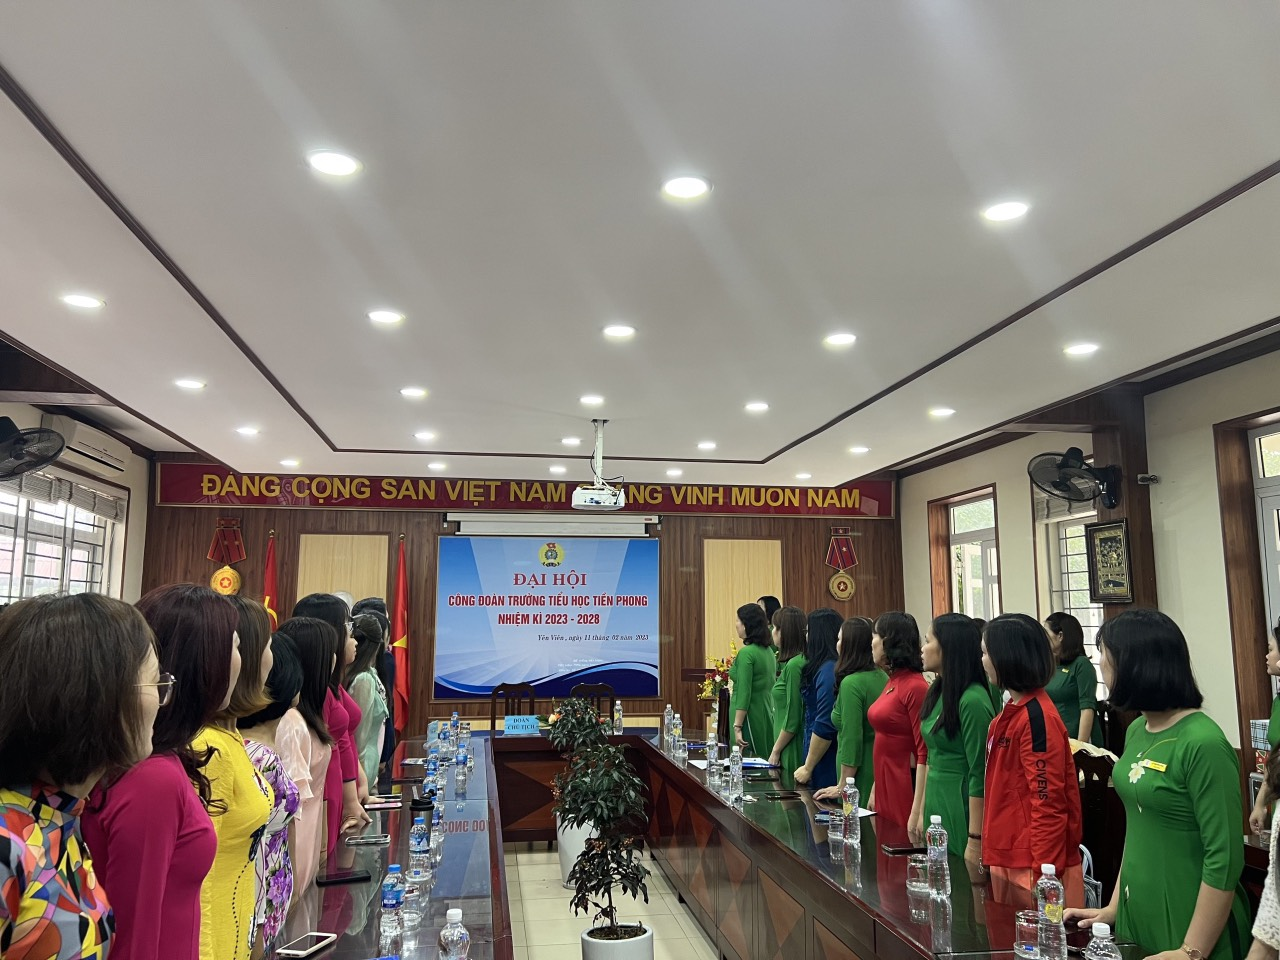 ĐẢNG CỘNG SẢN VIỆT NAM QUANG VINH MUÔN NĂM
ĐẠI HỘI
CÔNG ĐOÀN TRƯỜNG TIỂU HỌC TIỀN PHONG
NHIỆM KÌ 2023 - 2028
Yên Viên, ngày 11 tháng 02 năm 2023
ĐOÀN
CHỦ TỊCH
CIVENS